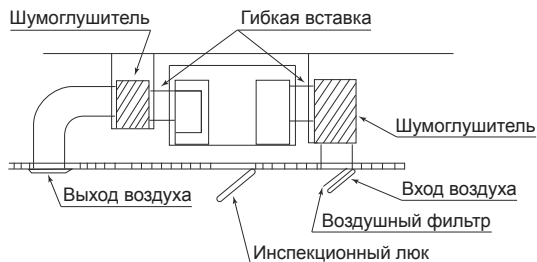 Шумоглушитель
Гибкая вставка
Шумоглушитель
Выход воздуха
Вход воздуха
Воздушный фильтр
Инспекционный люк